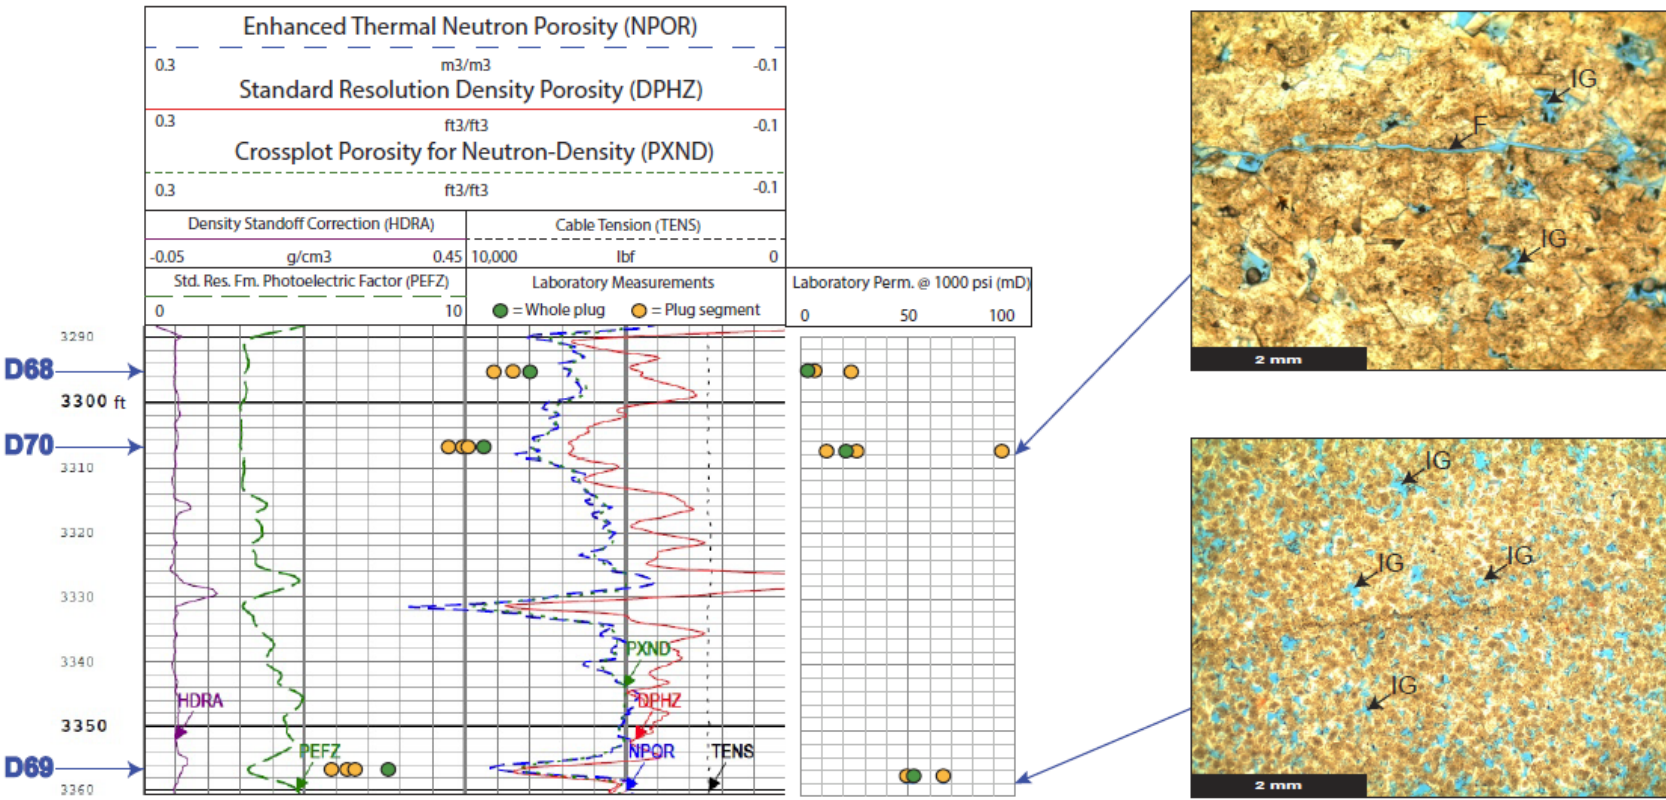 Enhanced Thermal Neutron Porosity (NPOR)
0.3 m3/m3 -0.1
Standard Resolution Density Porosity (DPHZ)
0.3 ft3/ft3 -0.1
Crossplot Porosity for Neutron-Density (PXND)
0.3 ft3/ft3 -0.1
Density Standoff Correction (HDRA) Cable Tension (TENS)
-0.05 g/cm3 0.45 10,000 lbf 0
Std. Res. Fm. Photoelectric Factor (PEFZ) Laboratory Measurements Laboratory Perm. @ 1000 psi (mD)
= Whole plug = Plug segment
0 10 0 50 100
3290
D68
3300 ft
D70
3310
3320
3330
3340
PXND
HDRA DPHZ
3350
PEFZ NPOR TENS
D69
3360
IG
F
IG
2 mm
IG
IG IG
IG
2 mm